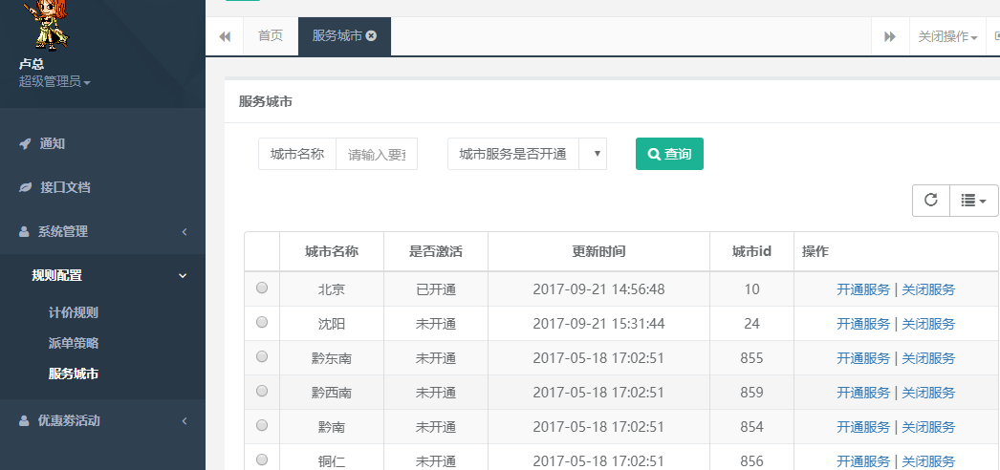 卢总
超级管理员
通知
接口文档
系统管理
规则配置
计价规则
派单策略
服务城市
优惠劵活动
首页 服务城市 关闭操作
服务城市
城市名称 请输入要查 城市服务是否开通 查询
城市名称 是否激活 更新时间 城市id 操作
北京 已开通 2017-09-21 14:56:48 10 开通服务 | 关闭服务
沈阳 未开通 2017-09-21 15:31:44 24 开通服务 | 关闭服务
黔东南 未开通 2017-05-18 17:02:51 855 开通服务 | 关闭服务
黔西南 未开通 2017-05-18 17:02:51 859 开通服务 | 关闭服务
黔南 未开通 2017-05-18 17:02:51 854 开通服务 | 关闭服务
铜仁 未开通 2017-05-18 17:02:51 856 开通服务 | 关闭服务